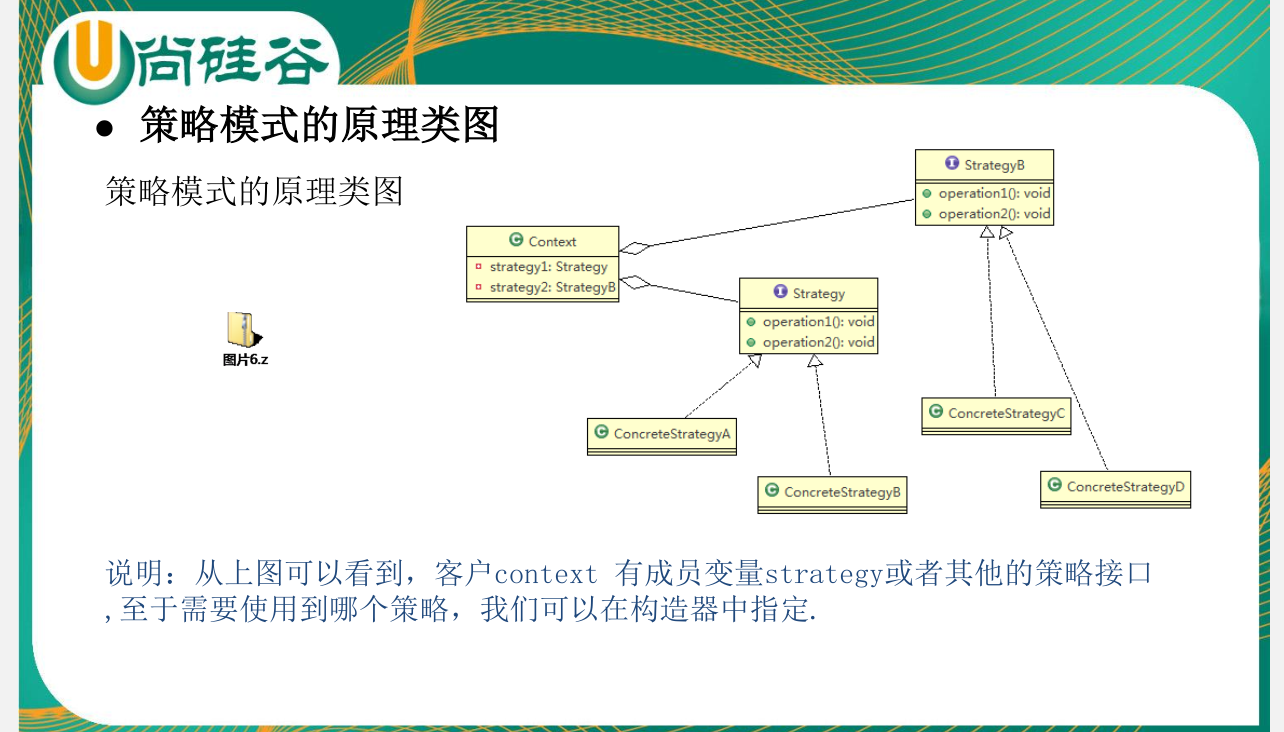 尚硅谷
● 策略模式的原理类图
策略模式的原理类图
StrategyB
operation1(): void
operation2(): void
Context
strategy1: Strategy
strategy2: StrategyB
Strategy
operation1(): void
operation2(): void
图片6.z
ConcreteStrategyC
ConcreteStrategyA
ConcreteStrategyB
ConcreteStrategyD
说明：从上图可以看到，客户context 有成员变量strategy或者其他的策略接口
,至于需要使用到哪个策略，我们可以在构造器中指定.